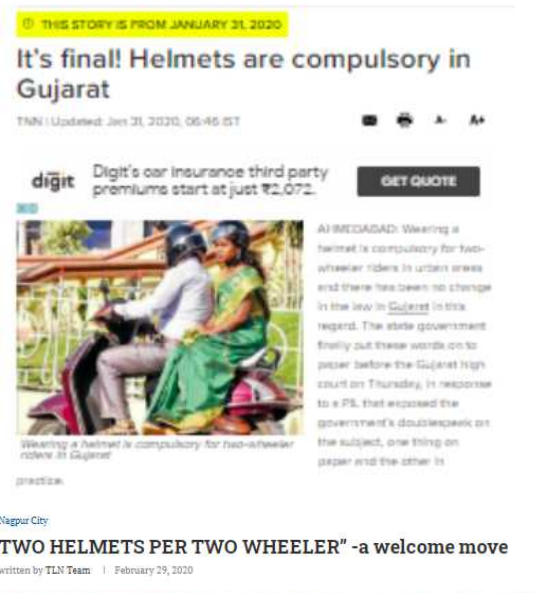 THIS STORY IS FROM JANUARY 31, 2020
It's final! Helmets are compulsory in
Gujarat
TNN | Updated: Jan 31, 2020, 06:46 IST
A- A+
digit
Digit's car insurance third party
premiums start at just ₹2,072.
GET QUOTE
AHMEDABAD: Wearing a
helmet is compulsory for two-
wheeler riders in urban areas
and there has been no change
in the law in Gujarat in this
regard. The state government
finally put these words on to
paper before the Gujarat high
court on Thursday, in response
to a PIL that exposed the
government's doublespeak on
the subject, one thing on
paper and the other in
practice.
Wearing a helmet is compulsory for two-wheeler
riders in Gujarat
Nagpur City
TWO HELMETS PER TWO WHEELER" -a welcome move
written by TLN Team | February 29, 2020